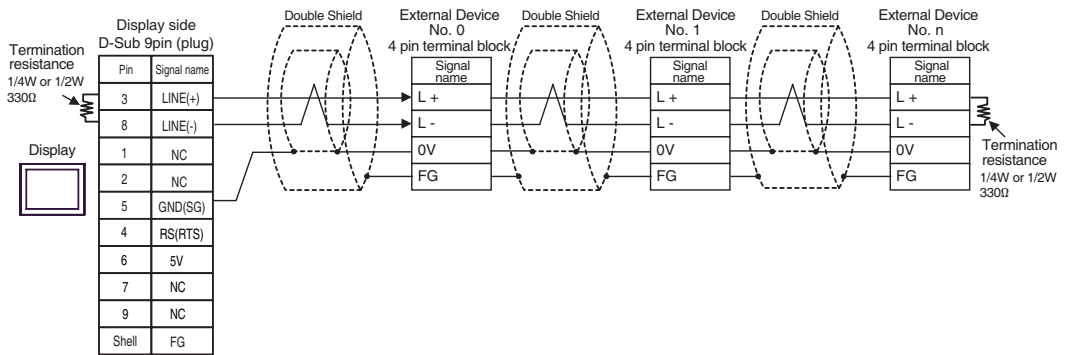 Display side
D-Sub 9pin (plug)
Termination
resistance
1/4W or 1/2W
330Ω
Display
Pin Signal name
3 LINE(+)
8 LINE(-)
1 NC
2 NC
5 GND(SG)
4 RS(RTS)
6 5V
7 NC
9 NC
Shell FG
Double Shield
External Device
No. 0
4 pin terminal block
Signal
name
L +
L -
0V
FG
Double Shield
External Device
No. 1
4 pin terminal block
Signal
name
L +
L -
0V
FG
Double Shield
External Device
No. n
4 pin terminal block
Signal
name
L +
L -
0V
FG
Termination
resistance
1/4W or 1/2W
330Ω